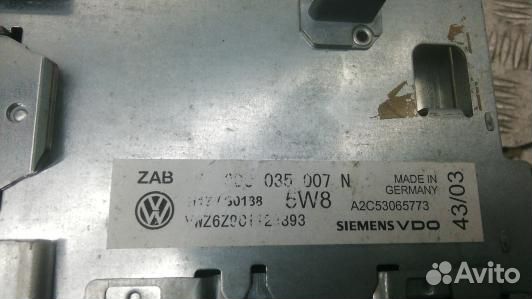 ZAB 035 007 N MADE IN GERMANY
5W8 A2C53065773 43/03
SIEMENS VDO
Avito